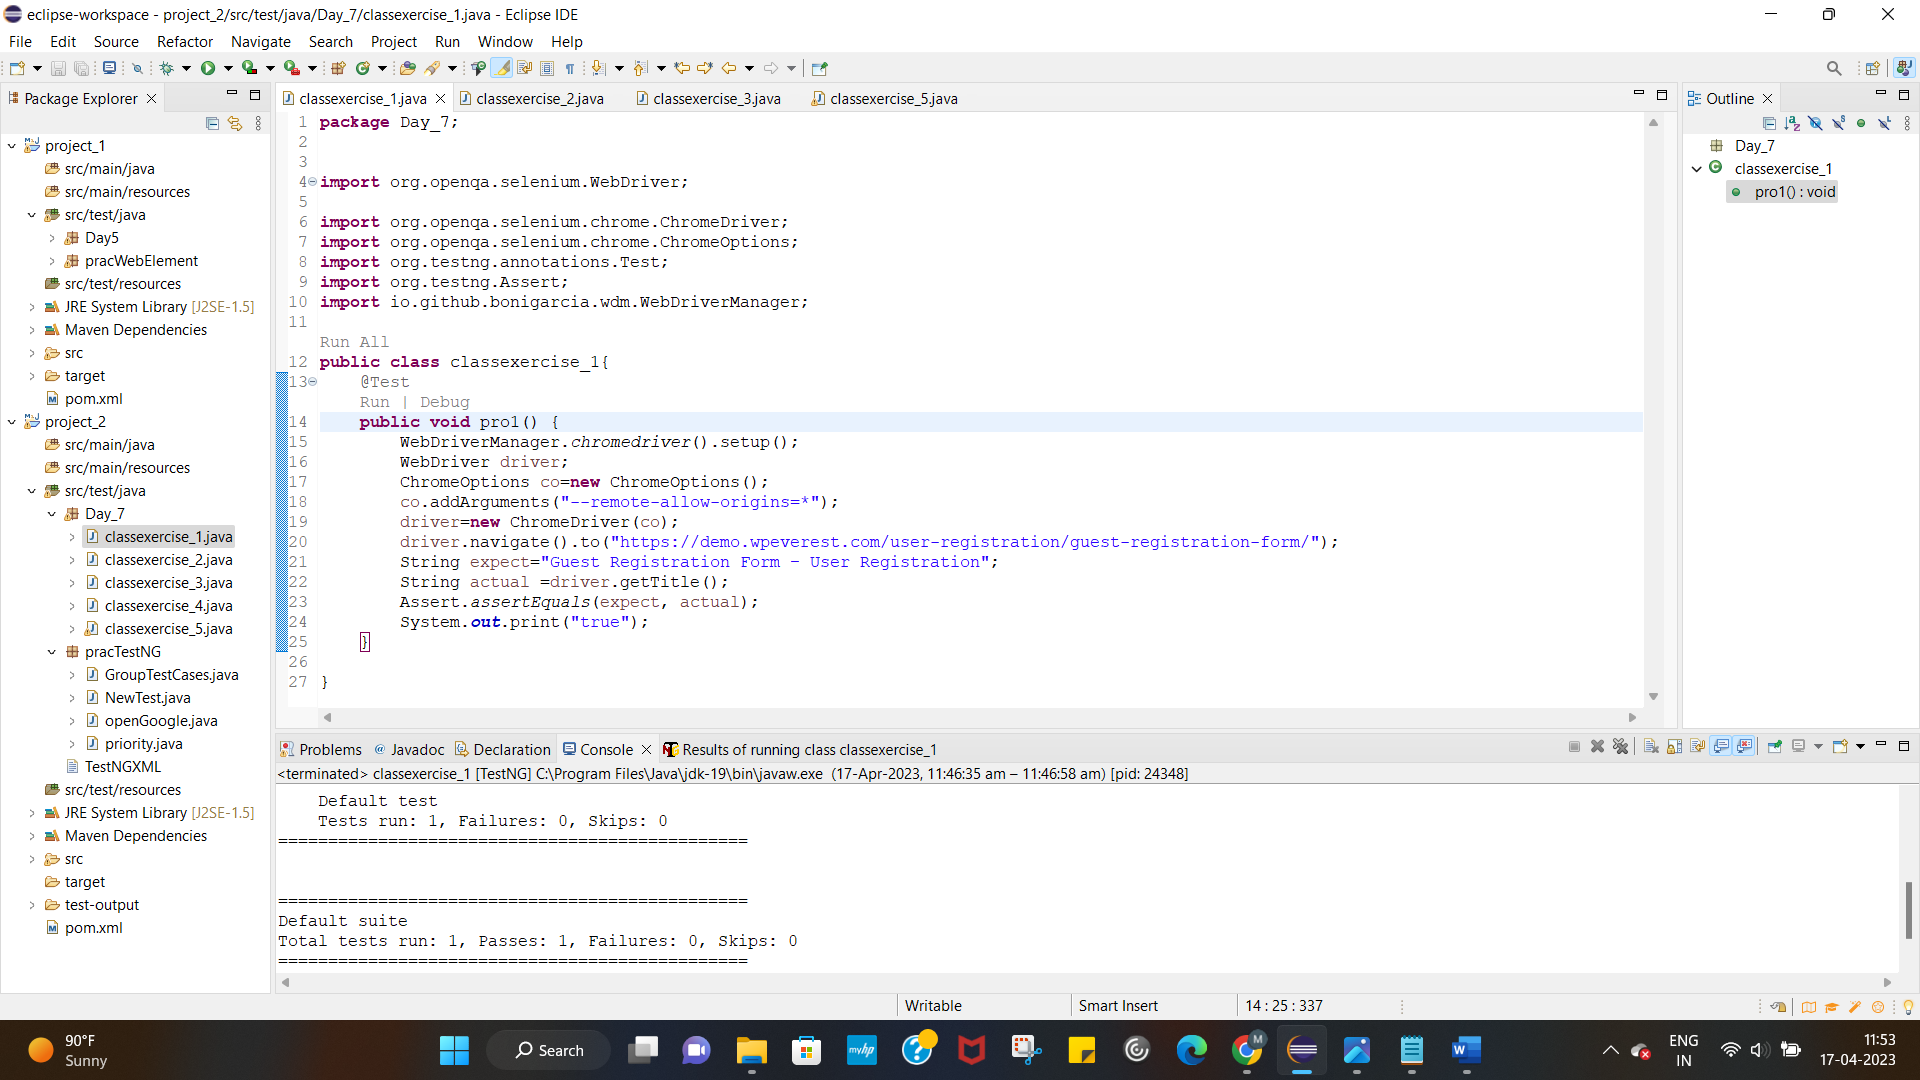 eclipse-workspace - project_2/src/test/java/Day_7/classexercise_1.java - Eclipse IDE
File Edit Source Refactor Navigate Search Project Run Window Help
Package Explorer
project_1
src/main/java
src/main/resources
src/test/java
Day5
pracWebElement
src/test/resources
JRE System Library [J2SE-1.5]
Maven Dependencies
src
target
pom.xml
project_2
src/main/java
src/main/resources
src/test/java
Day_7
classexercise_1.java
classexercise_2.java
classexercise_3.java
classexercise_4.java
classexercise_5.java
pracTestNG
GroupTestCases.java
NewTest.java
openGoogle.java
priority.java
TestNGXML
src/test/resources
JRE System Library [J2SE-1.5]
Maven Dependencies
src
target
test-output
pom.xml
classexercise_1.java classexercise_2.java classexercise_3.java classexercise_5.java
1 package Day_7;
2
3
4 import org.openqa.selenium.WebDriver;
5
6 import org.openqa.selenium.chrome.ChromeDriver;
7 import org.openqa.selenium.chrome.ChromeOptions;
8 import org.testng.annotations.Test;
9 import org.testng.Assert;
10 import io.github.bonigarcia.wdm.WebDriverManager;
11
Run All
12 public class classexercise_1{
13 @Test
Run | Debug
14 public void pro1() {
15 WebDriverManager.chromedriver().setup();
16 WebDriver driver;
17 ChromeOptions co=new ChromeOptions();
18 co.addArguments("--remote-allow-origins=*");
19 driver=new ChromeDriver(co);
20 driver.navigate().to("https://demo.wpeverest.com/user-registration/guest-registration-form/");
21 String expect="Guest Registration Form – User Registration";
22 String actual =driver.getTitle();
23 Assert.assertEquals(expect, actual);
24 System.out.print("true");
25 }
26
27 }
Outline
Day_7
classexercise_1
pro1() : void
Problems Javadoc Declaration Console Results of running class classexercise_1
<terminated> classexercise_1 [TestNG] C:\Program Files\Java\jdk-19\bin\javaw.exe (17-Apr-2023, 11:46:35 am – 11:46:58 am) [pid: 24348]
Default test
Tests run: 1, Failures: 0, Skips: 0
===============================================
===============================================
Default suite
Total tests run: 1, Passes: 1, Failures: 0, Skips: 0
===============================================
Writable Smart Insert 14 : 25 : 337
90°F
Sunny
Search
myhp
M
W
ENG
IN
11:53
17-04-2023